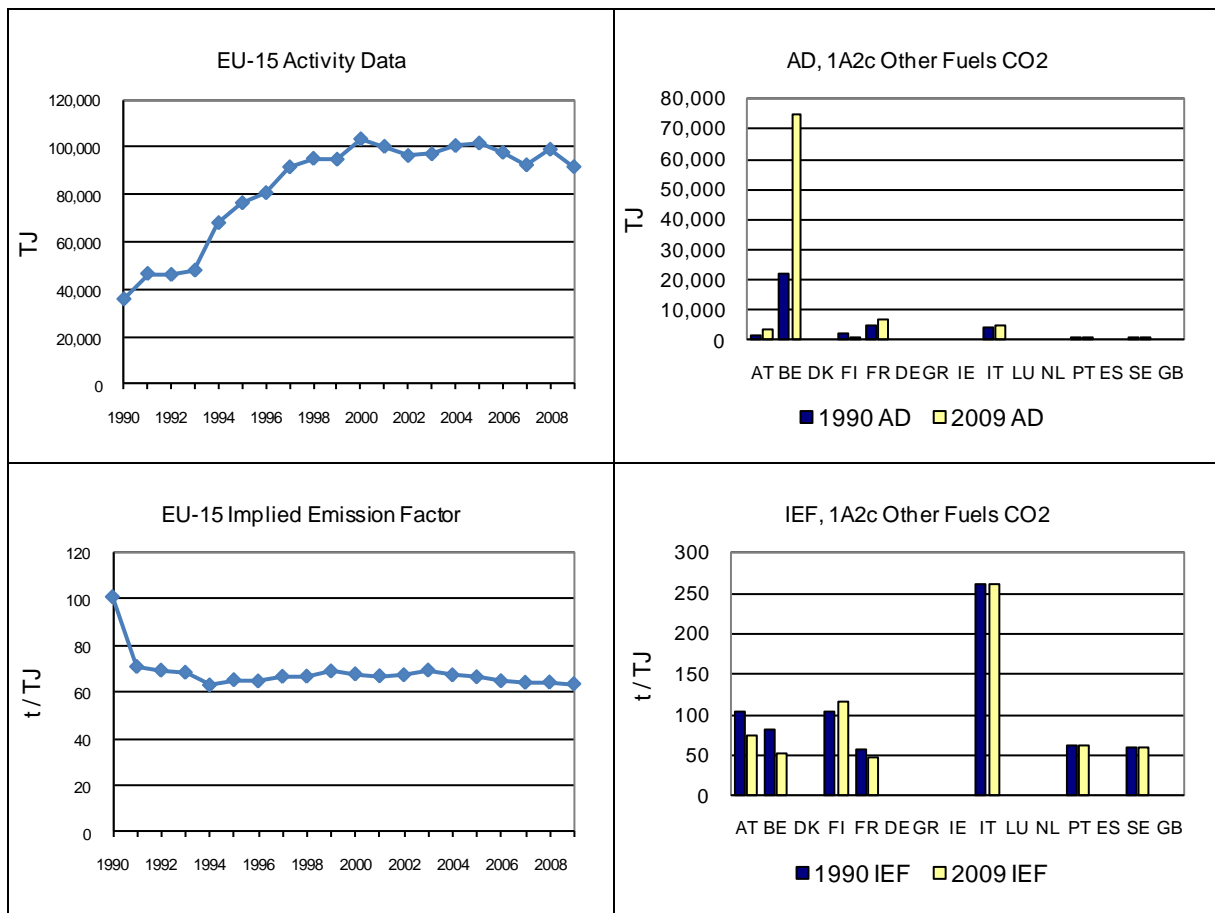 EU-15 Activity Data
120,000
100,000
80,000
60,000
40,000
20,000
0
TJ
1990 1992 1994 1996 1998 2000 2002 2004 2006 2008
AD, 1A2c Other Fuels CO2
80,000
70,000
60,000
50,000
40,000
30,000
20,000
10,000
0
TJ
AT BE DK FI FR DE GR IE IT LU NL PT ES SE GB
1990 AD 2009 AD
EU-15 Implied Emission Factor
120
100
80
60
40
20
0
t / TJ
1990 1992 1994 1996 1998 2000 2002 2004 2006 2008
IEF, 1A2c Other Fuels CO2
300
250
200
150
100
50
0
t / TJ
AT BE DK FI FR DE GR IE IT LU NL PT ES SE GB
1990 IEF 2009 IEF